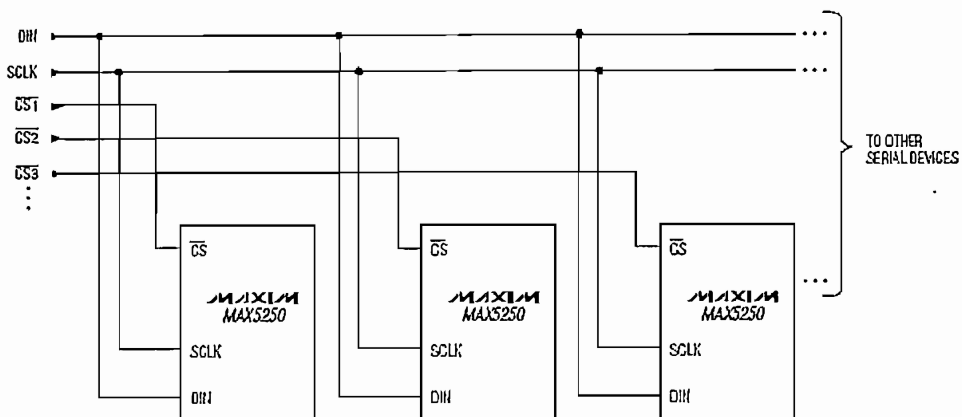 DIN
SCLK
CS1
CS2
CS3
TO OTHER
SERIAL DEVICES
CS
MAXIM
MAX5250
SCLK
DIN
CS
MAXIM
MAX5250
SCLK
DIN
CS
MAXIM
MAX5250
SCLK
DIN